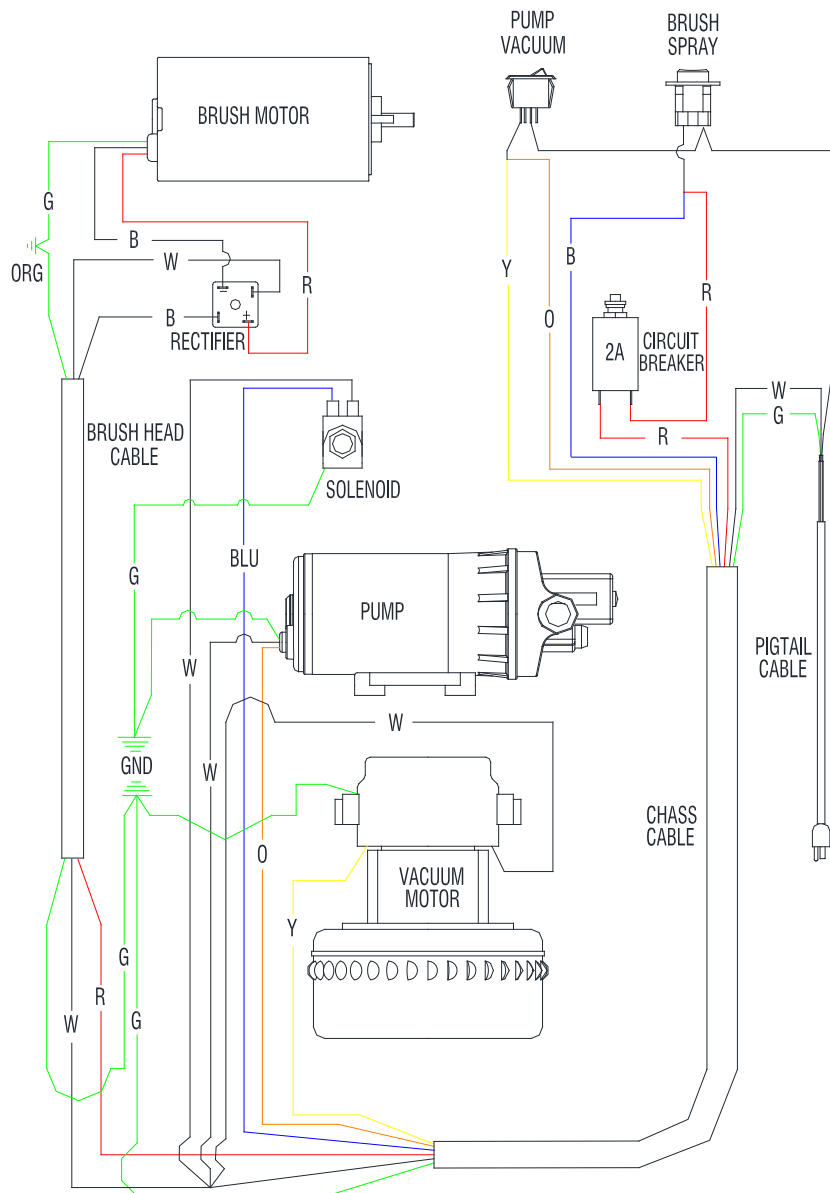 PUMP
VACUUM
BRUSH
SPRAY
BRUSH MOTOR
G
B
W
ORG
R
B
RECTIFIER
Y
O
B
R
2A
CIRCUIT
BREAKER
W
G
R
BRUSH HEAD
CABLE
SOLENOID
BLU
G
PUMP
W
PIGTAIL
CABLE
W
GND
W
CHASS
CABLE
O
VACUUM
MOTOR
Y
G
R
G
W